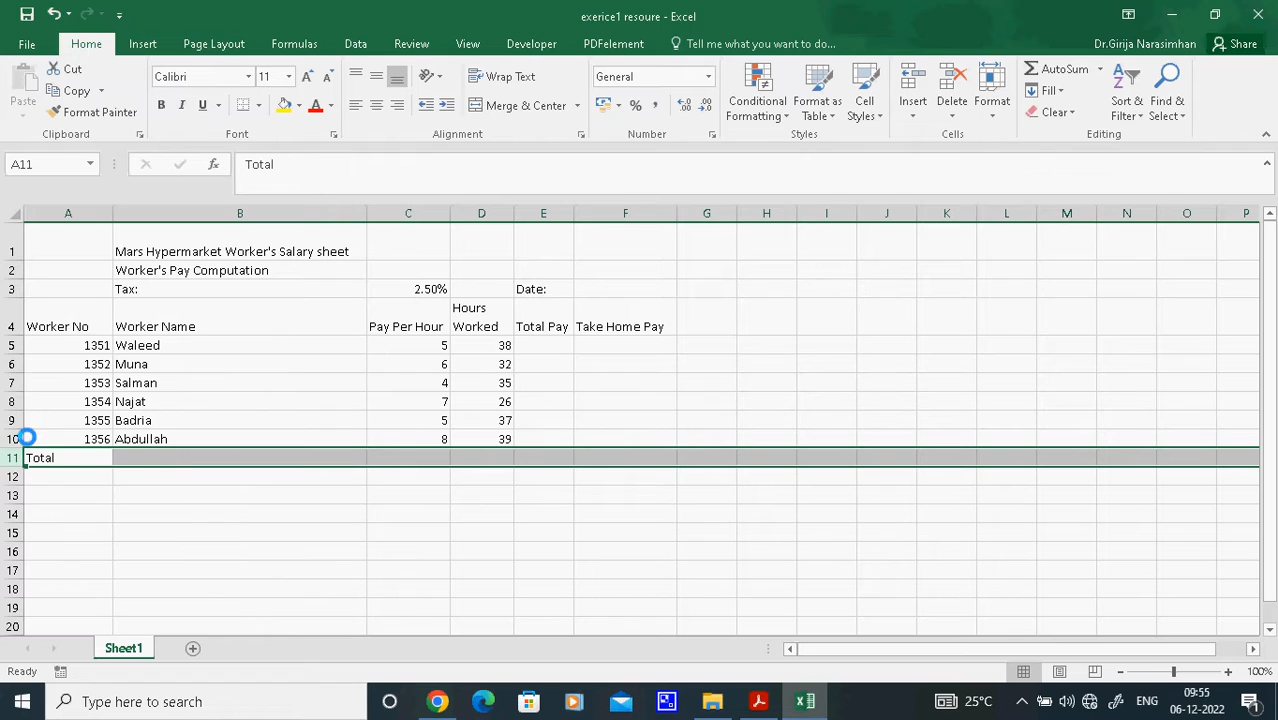 exerice1 resoure - Excel
File Home Insert Page Layout Formulas Data Review View Developer PDFelement Tell me what you want to do... Dr.Girija Narasimhan Share
Paste Cut Copy Format Painter
Calibri 11
B I U A A A
Wrap Text
Merge & Center
General
%
Conditional Formatting
Format as Table
Cell Styles
Insert Delete Format
AutoSum
Fill
Clear
Sort & Filter
Find & Select
Clipboard Font Alignment Number Styles Cells Editing
A11 fx Total
A B C D E F G H I J K L M N O P
1 Mars Hypermarket Worker's Salary sheet
2 Worker's Pay Computation
3 Tax: 2.50% Date:
4 Worker No Worker Name Pay Per Hour Hours Worked Total Pay Take Home Pay
5 1351 Waleed 5 38
6 1352 Muna 6 32
7 1353 Salman 4 35
8 1354 Najat 7 26
9 1355 Badria 5 37
10 1356 Abdullah 8 39
11 Total
12
13
14
15
16
17
18
19
20
Sheet1
Ready 100%
Type here to search 25°C ENG 09:55
06-12-2022 1